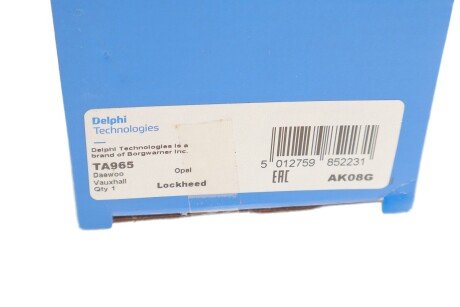 Delphi
Technologies
Delphi Technologies is a
brand of Borgwarner Inc.
TA965
Daewoo Opel
Vauxhall
Qty 1 Lockheed
5 012759 852231
EAC
AK08G